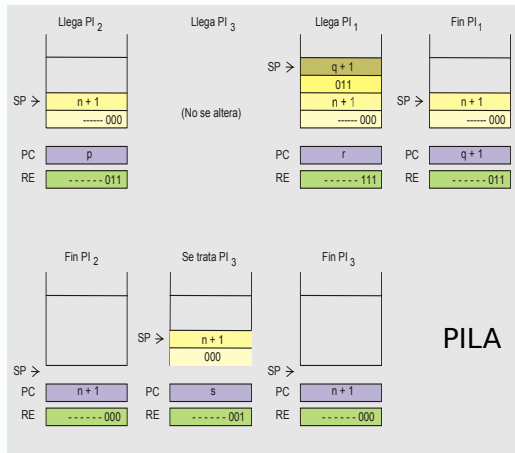 Llega PI 2
SP → n + 1
------ 000
PC p
RE - - - - - - 011
Llega PI 3
(No se altera)
Llega PI 1
SP → q + 1
011
n + 1
------ 000
PC r
RE - - - - - - 111
Fin PI 1
SP → n + 1
------ 000
PC q + 1
RE - - - - - - 011
Fin PI 2
SP →
PC n + 1
RE - - - - - - 000
Se trata PI 3
SP → n + 1
000
PC s
RE - - - - - - 001
Fin PI 3
SP →
PC n + 1
RE - - - - - - 000
PILA